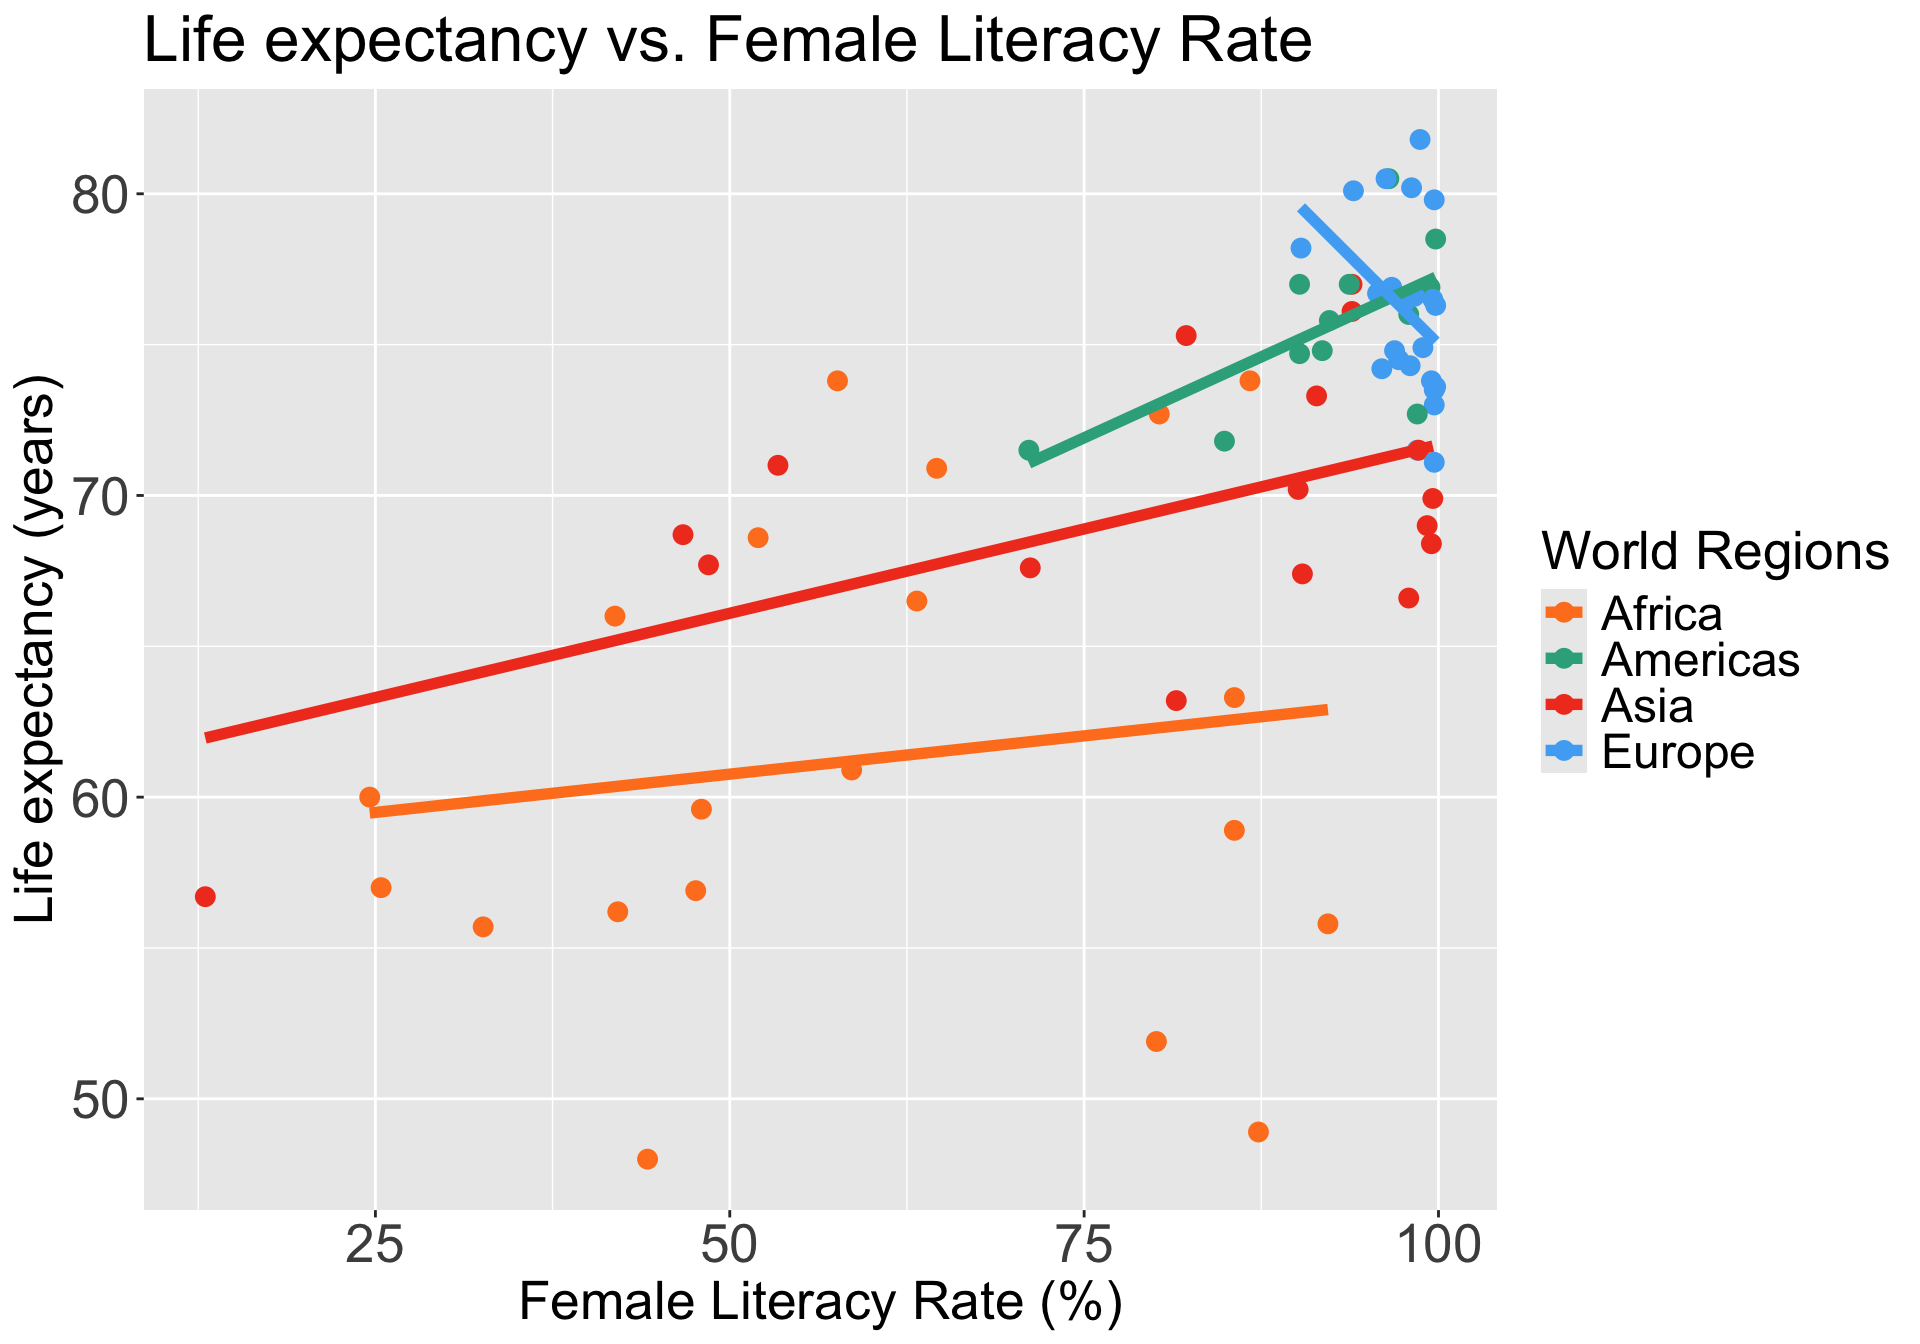 Life expectancy vs. Female Literacy Rate
80
70
60
50
Life expectancy (years)
25 50 75 100
Female Literacy Rate (%)
World Regions
Africa
Americas
Asia
Europe